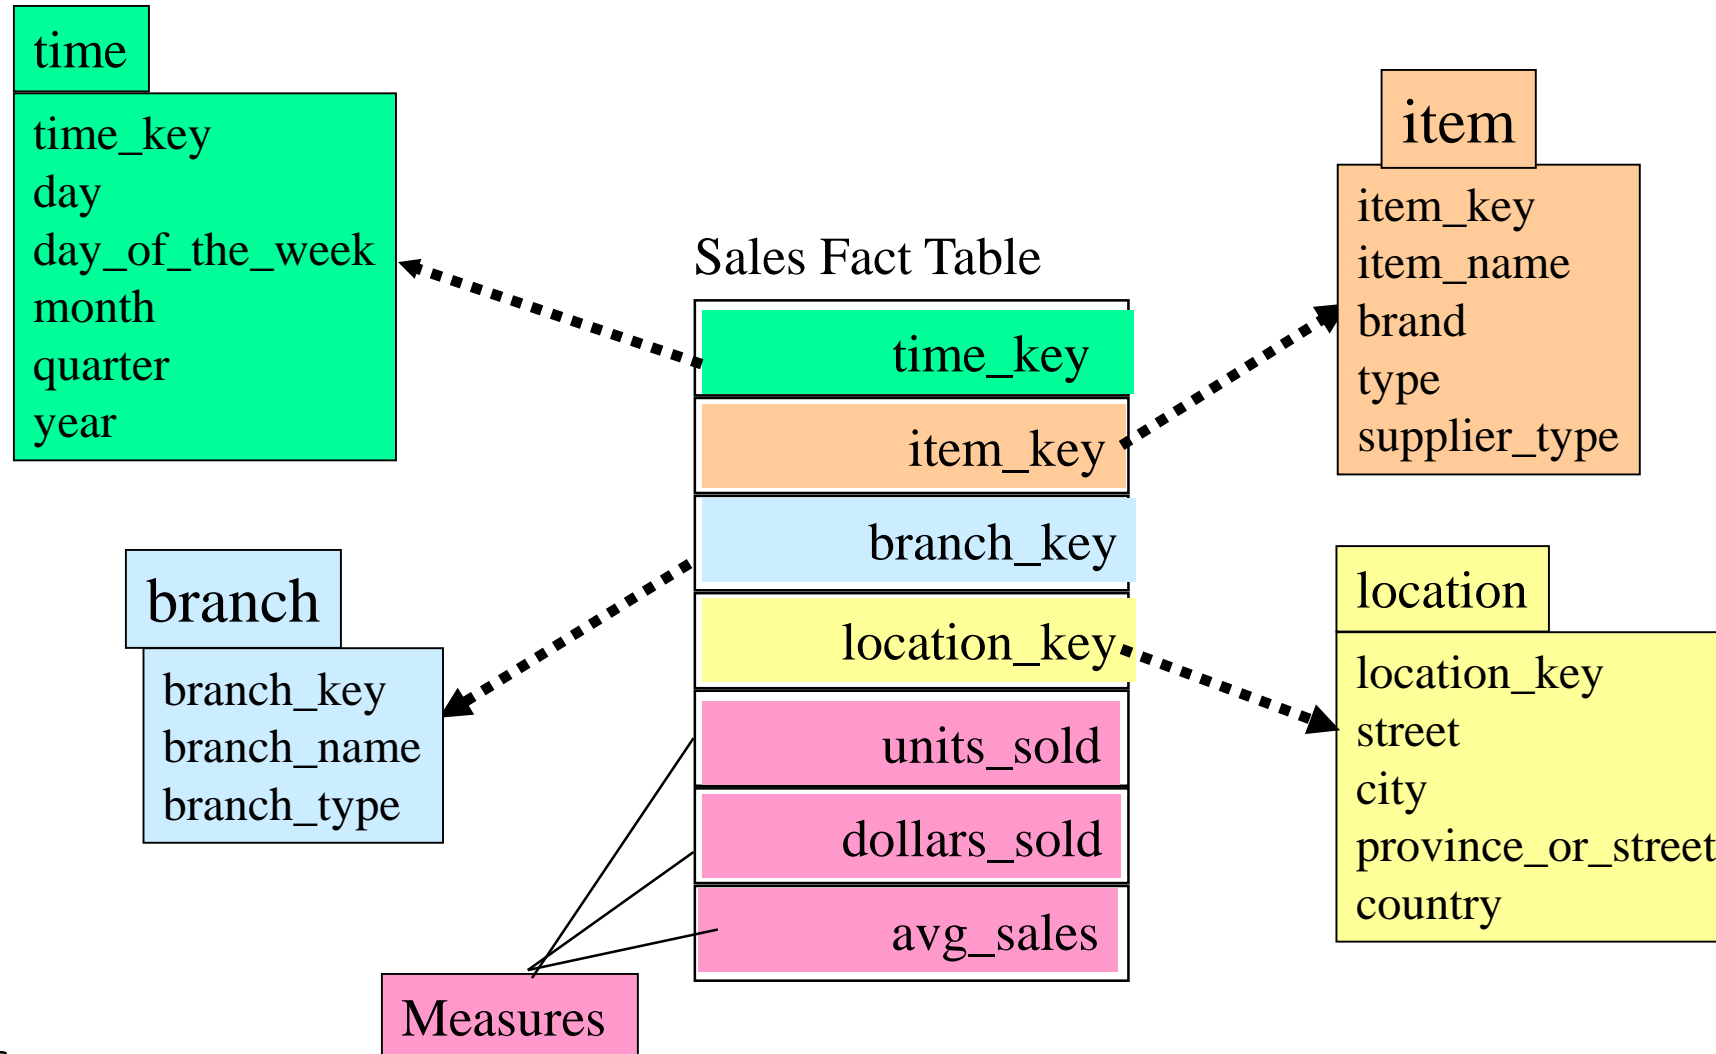 time
time_key
day
day_of_the_week
month
quarter
year
item
item_key
item_name
brand
type
supplier_type
Sales Fact Table
time_key
item_key
branch_key
location_key
units_sold
dollars_sold
avg_sales
branch
branch_key
branch_name
branch_type
location
location_key
street
city
province_or_street
country
Measures